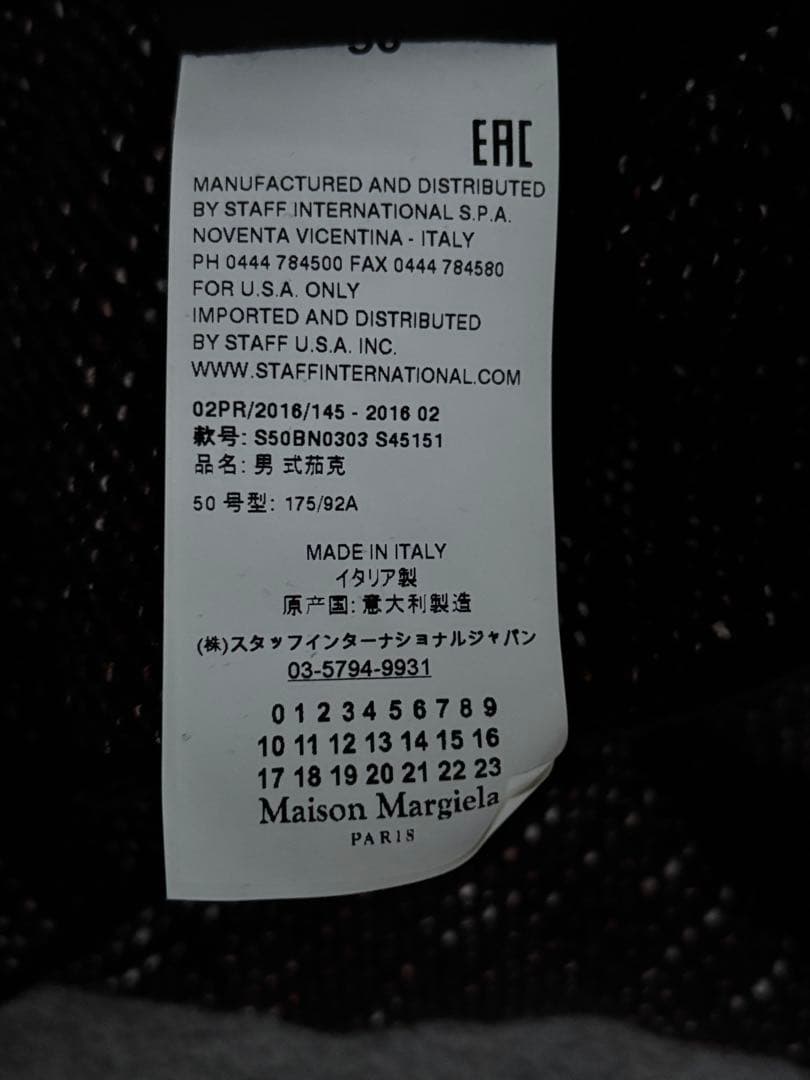 EAC
MANUFACTURED AND DISTRIBUTED
BY STAFF INTERNATIONAL S.P.A.
NOVENTA VICENTINA - ITALY
PH 0444 784500 FAX 0444 784580
FOR U.S.A. ONLY
IMPORTED AND DISTRIBUTED
BY STAFF U.S.A. INC.
WWW.STAFFINTERNATIONAL.COM
02PR/2016/145 - 2016 02
款号: S50BN0303 S45151
品名: 男 式茄克
50 号型: 175/92A
MADE IN ITALY
イタリア製
原产国: 意大利製造
(株)スタッフインターナショナルジャパン
03-5794-9931
0 1 2 3 4 5 6 7 8 9
10 11 12 13 14 15 16
17 18 19 20 21 22 23
Maison Margiela
PARIS